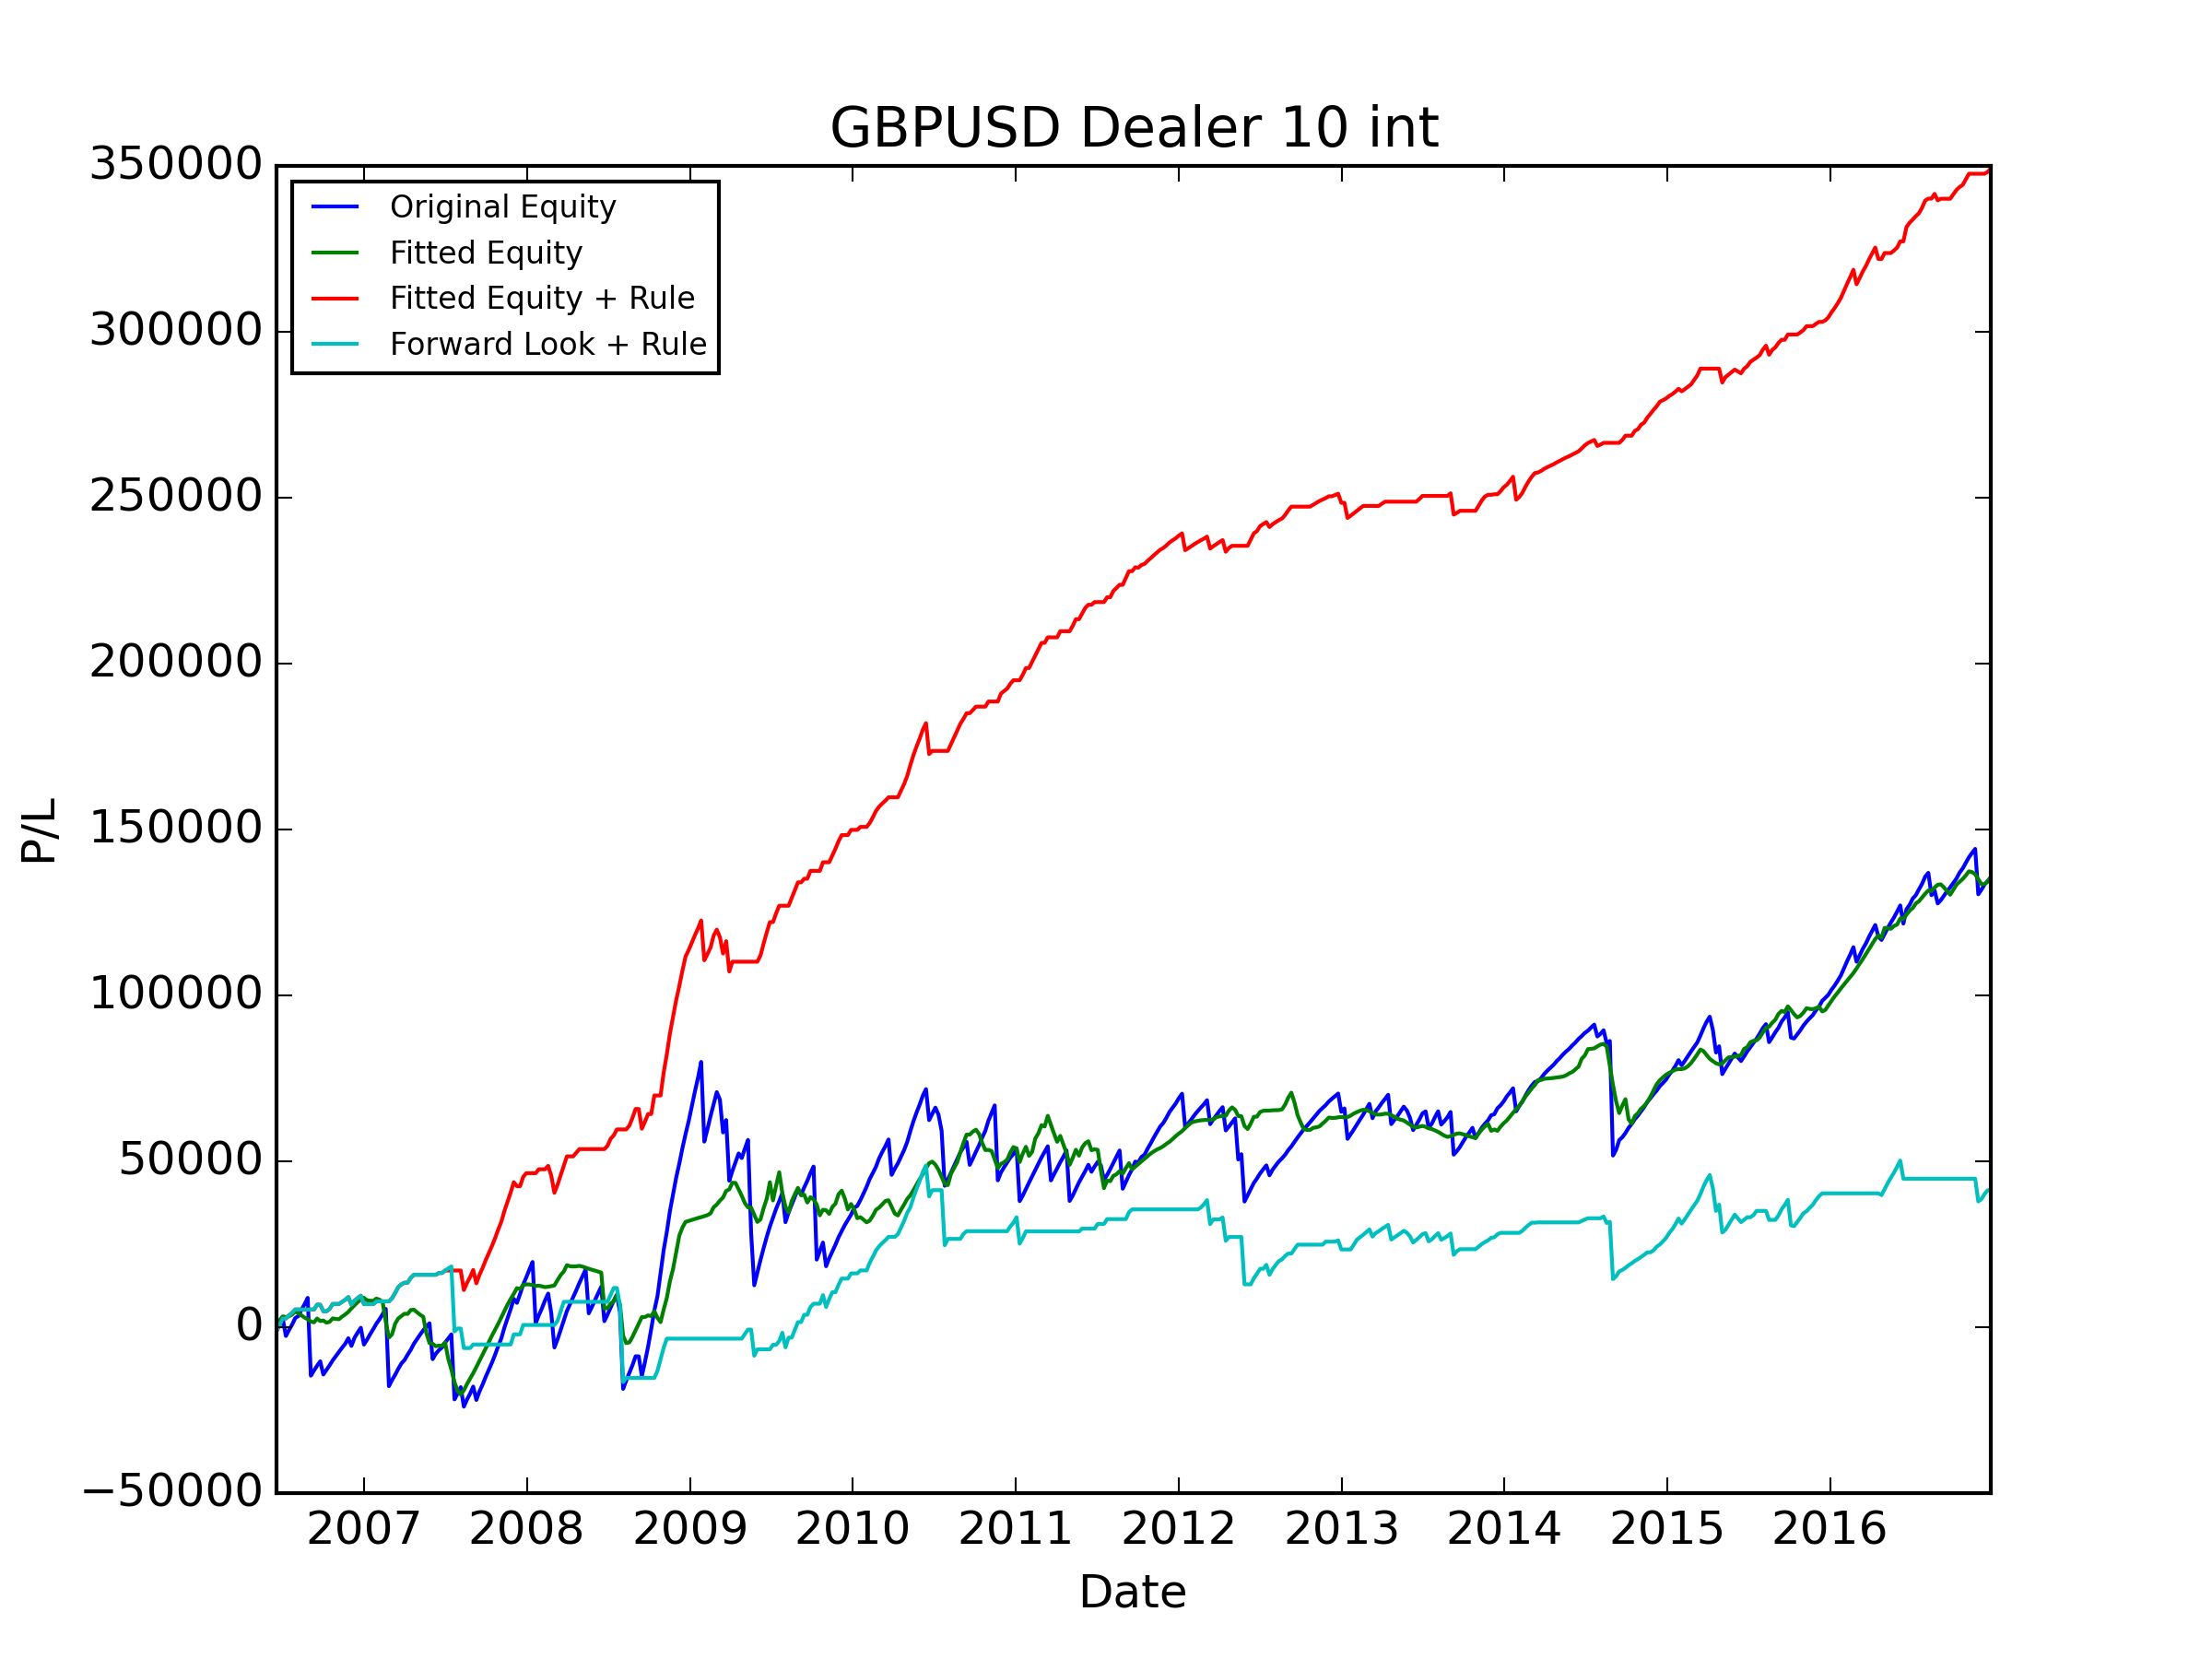 GBPUSD Dealer 10 int
350000
300000
250000
200000
150000
100000
50000
0
−50000
Original Equity
Fitted Equity
Fitted Equity + Rule
Forward Look + Rule
P/L
2007 2008 2009 2010 2011 2012 2013 2014 2015 2016
Date